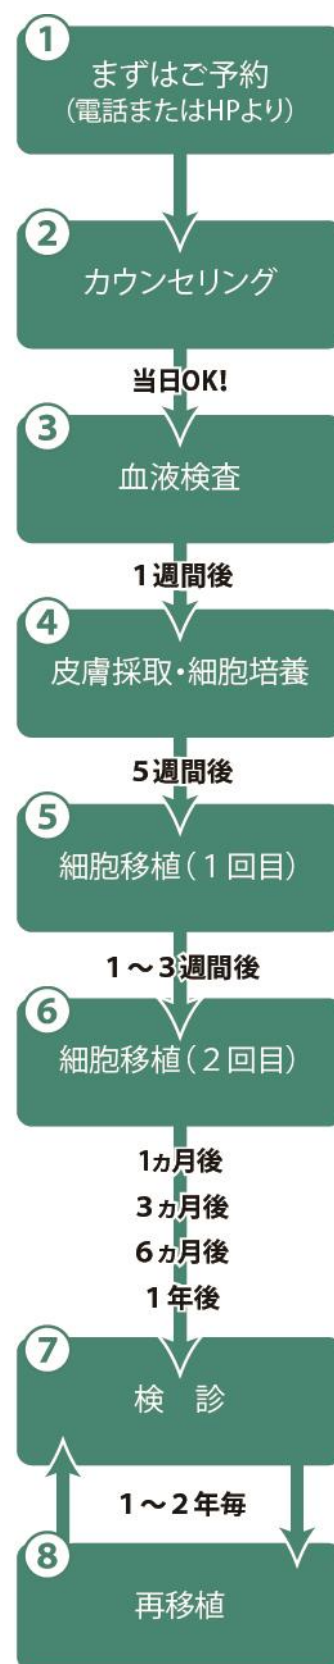 1
まずはご予約
(電話またはHPより)
2
カウンセリング
当日OK!
3
血液検査
1週間後
4
皮膚採取・細胞培養
5週間後
5
細胞移植(1回目)
1〜3週間後
6
細胞移植(2回目)
1ヵ月後
3ヵ月後
6ヵ月後
1年後
7
検 診
1〜2年毎
8
再移植